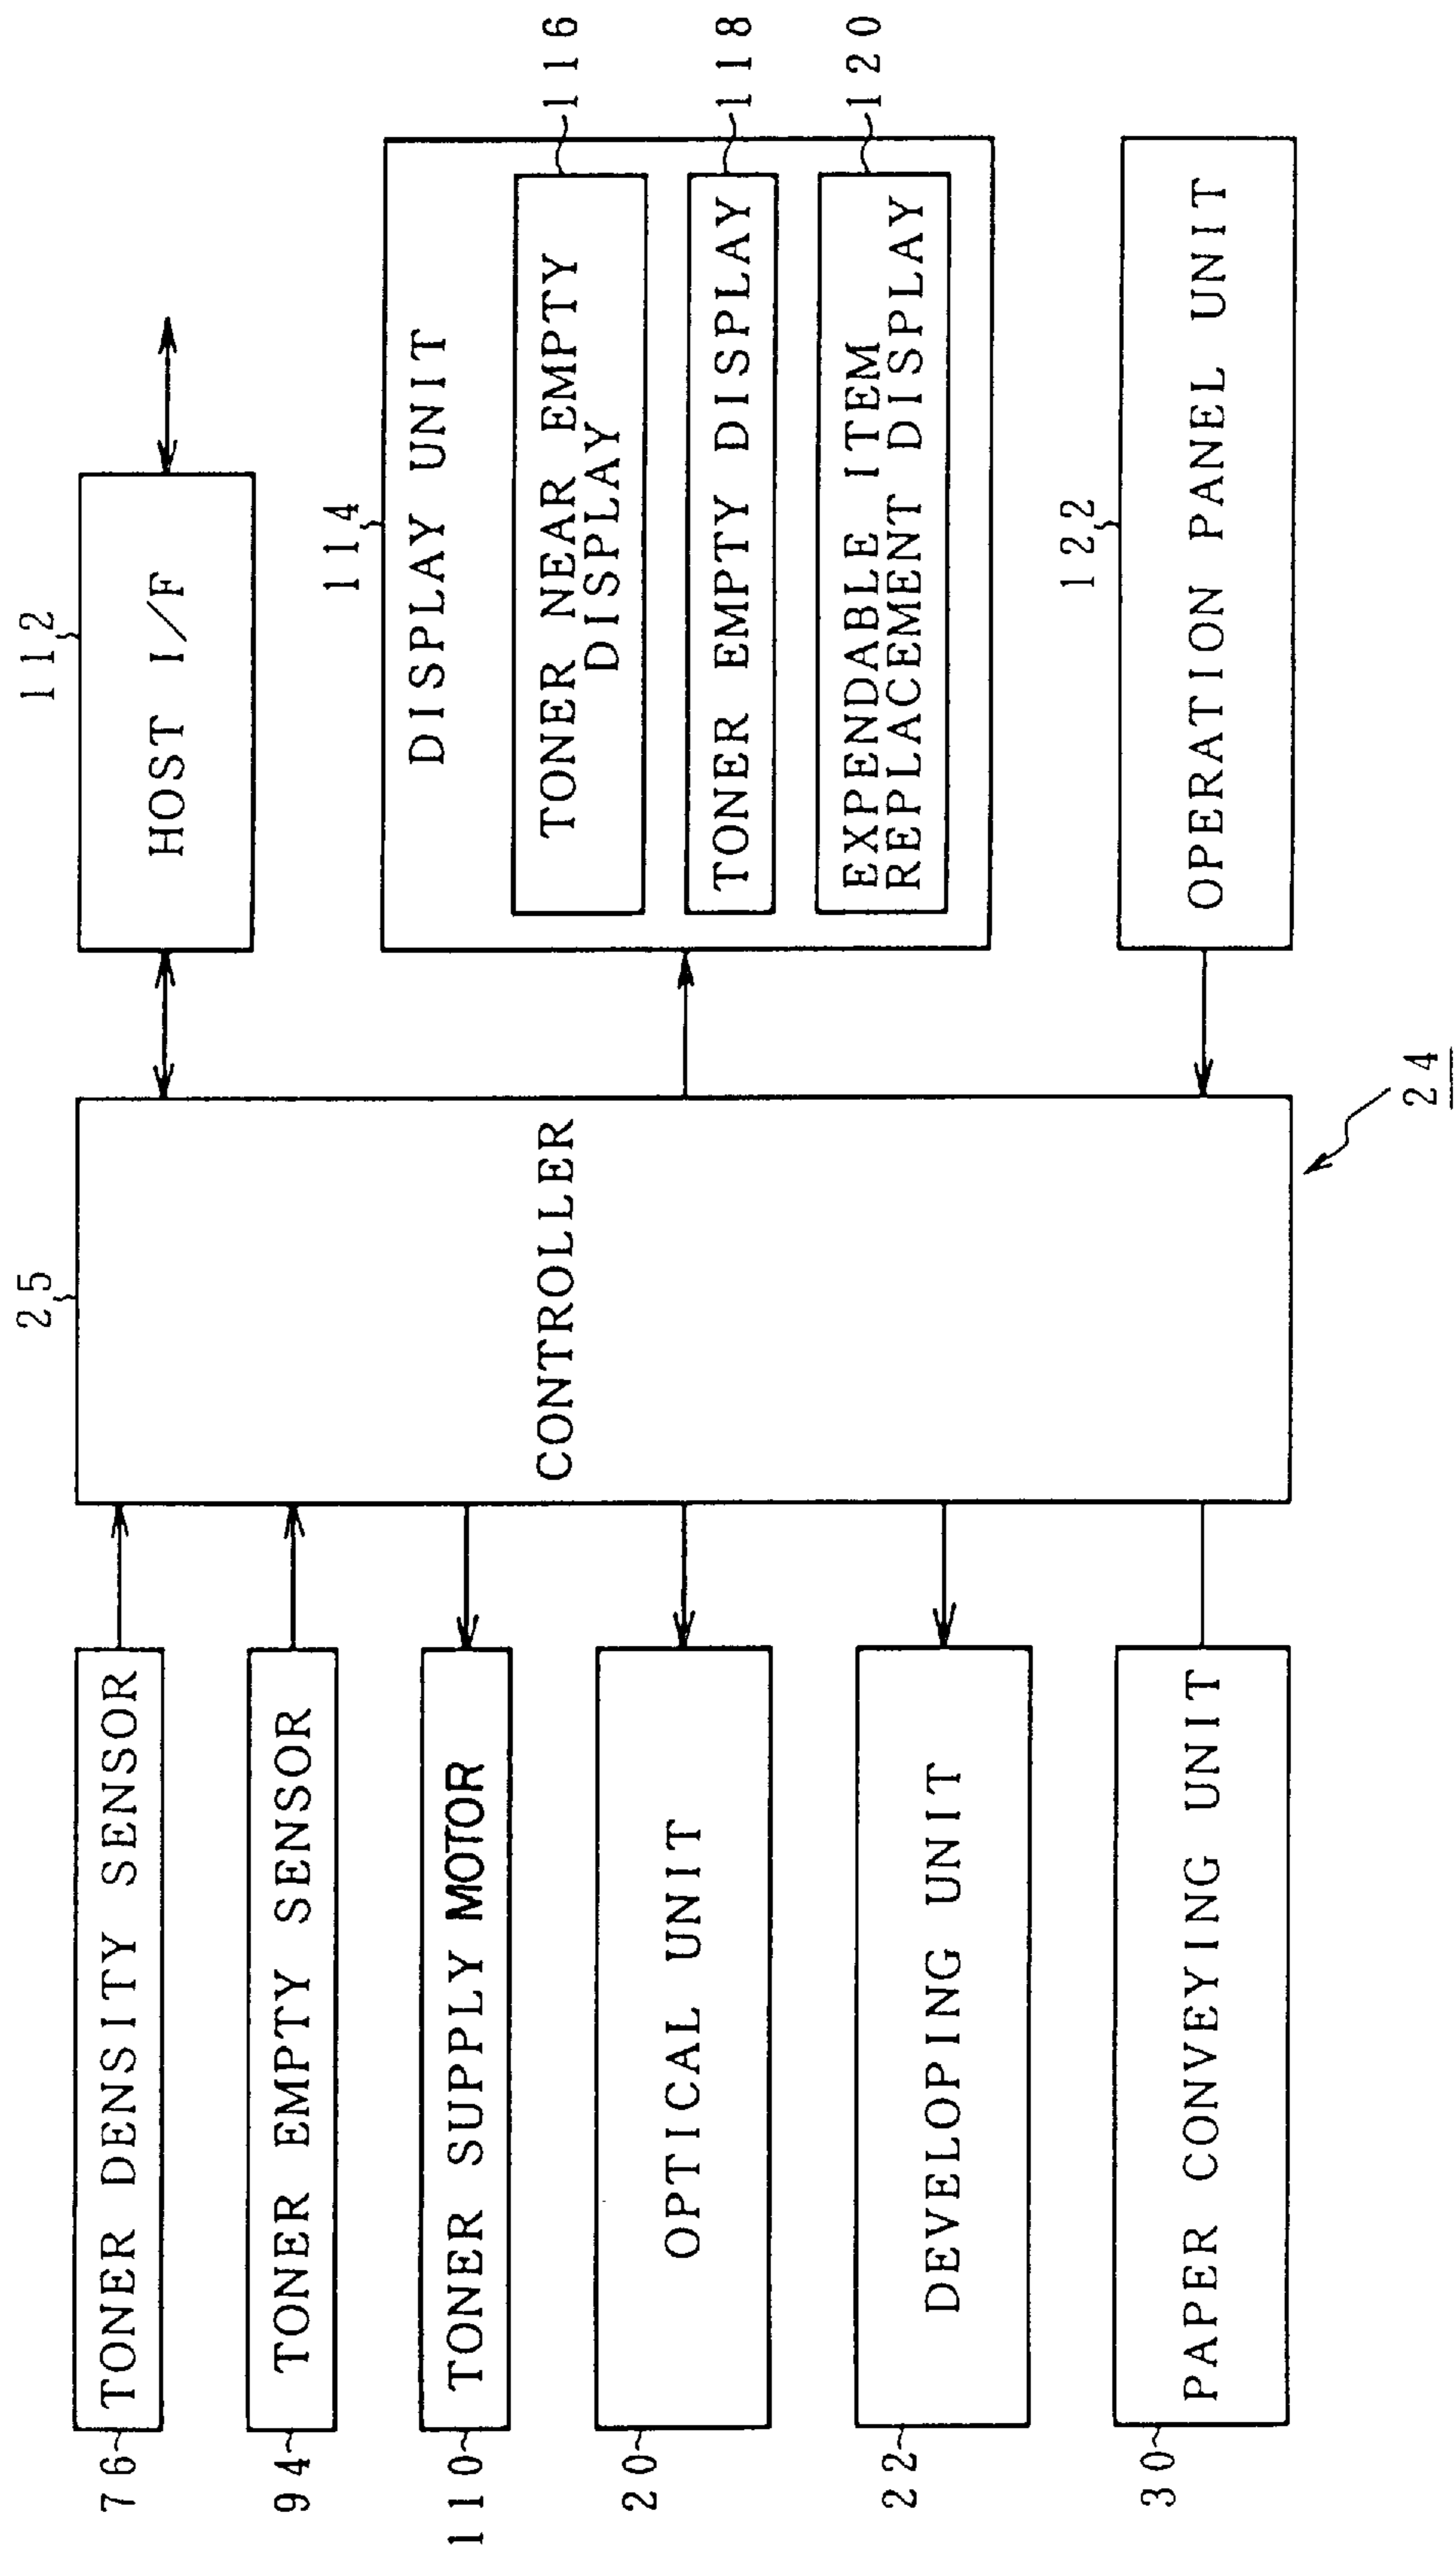 76
TONER DENSITY SENSOR
94
TONER EMPTY SENSOR
110
TONER SUPPLY MOTOR
20
OPTICAL UNIT
22
DEVELOPING UNIT
30
PAPER CONVEYING UNIT
25
CONTROLLER
24
112
HOST I/F
114
DISPLAY UNIT
TONER NEAR EMPTY
DISPLAY
116
TONER EMPTY DISPLAY
118
EXPENDABLE ITEM
REPLACEMENT DISPLAY
120
122
OPERATION PANEL UNIT